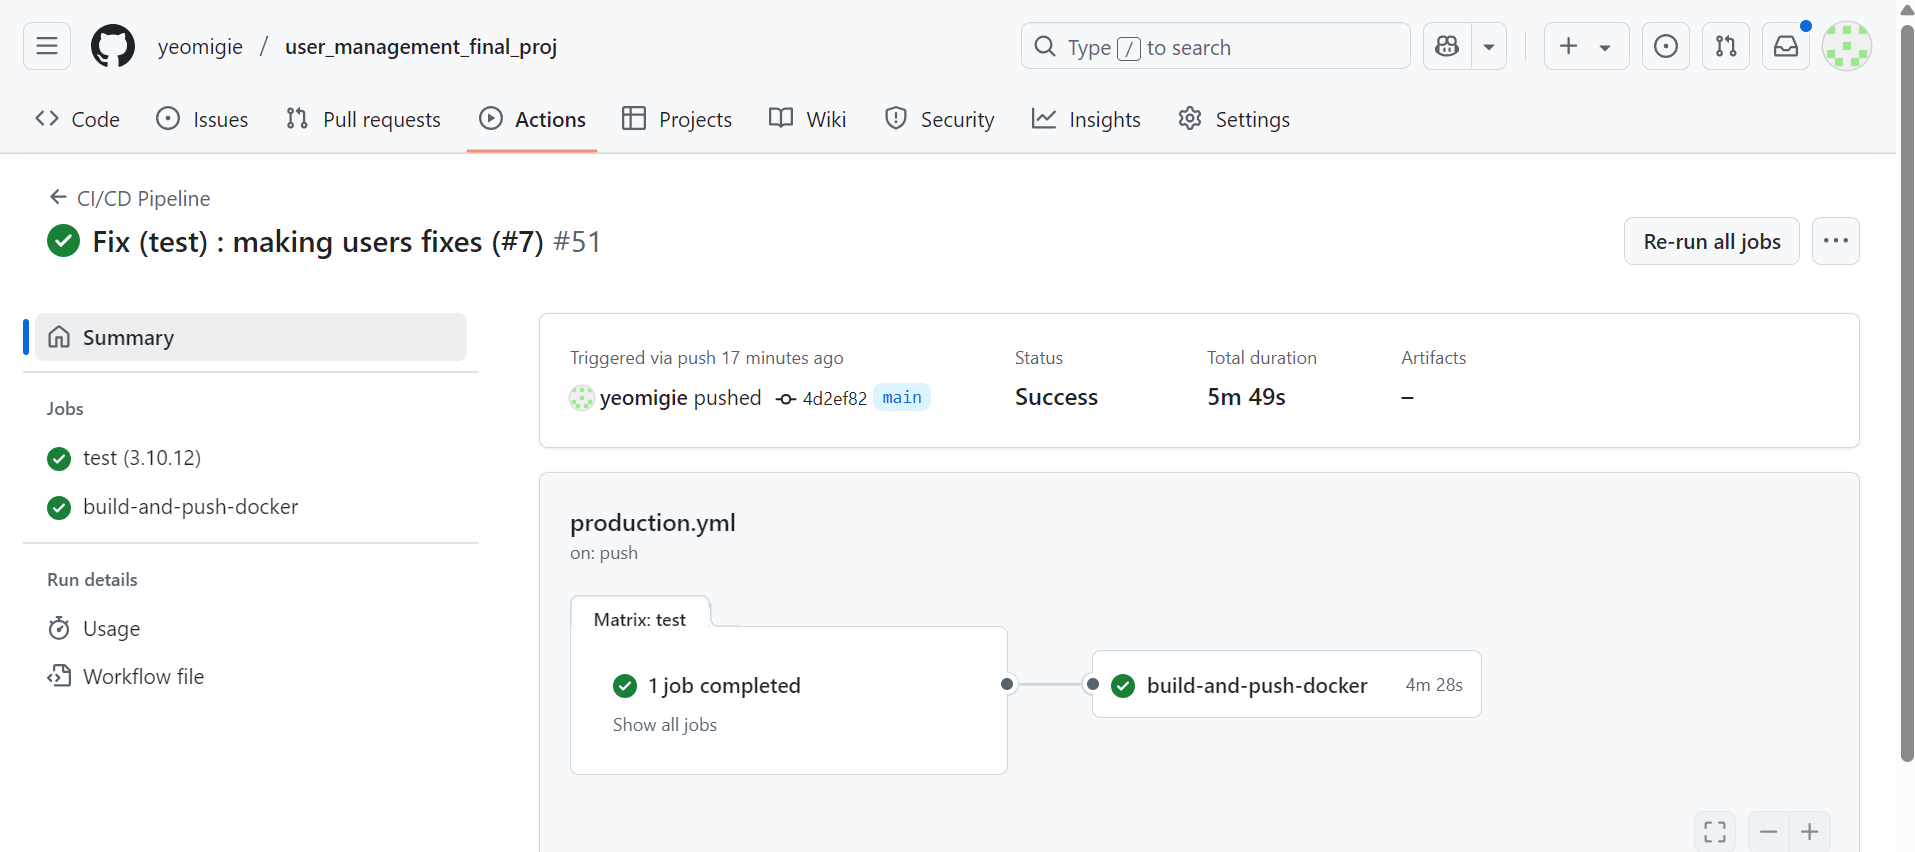 yeomigie / user_management_final_proj
Type / to search
Code
Issues
Pull requests
Actions
Projects
Wiki
Security
Insights
Settings
CI/CD Pipeline
Fix (test) : making users fixes (#7) #51
Re-run all jobs
Summary
Jobs
test (3.10.12)
build-and-push-docker
Run details
Usage
Workflow file
Triggered via push 17 minutes ago
yeomigie pushed 4d2ef82 main
Status
Success
Total duration
5m 49s
Artifacts
–
production.yml
on: push
Matrix: test
1 job completed
Show all jobs
build-and-push-docker 4m 28s